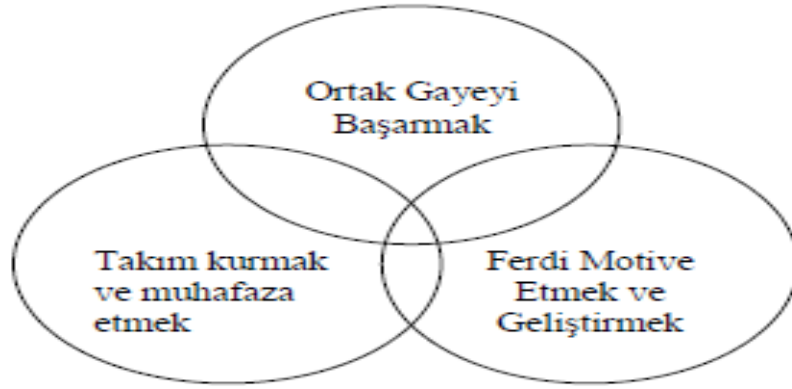 Ortak Gayeyi
Başarmak
Takım kurmak
ve muhafaza
etmek
Ferdi Motive
Etmek ve
Geliştirmek